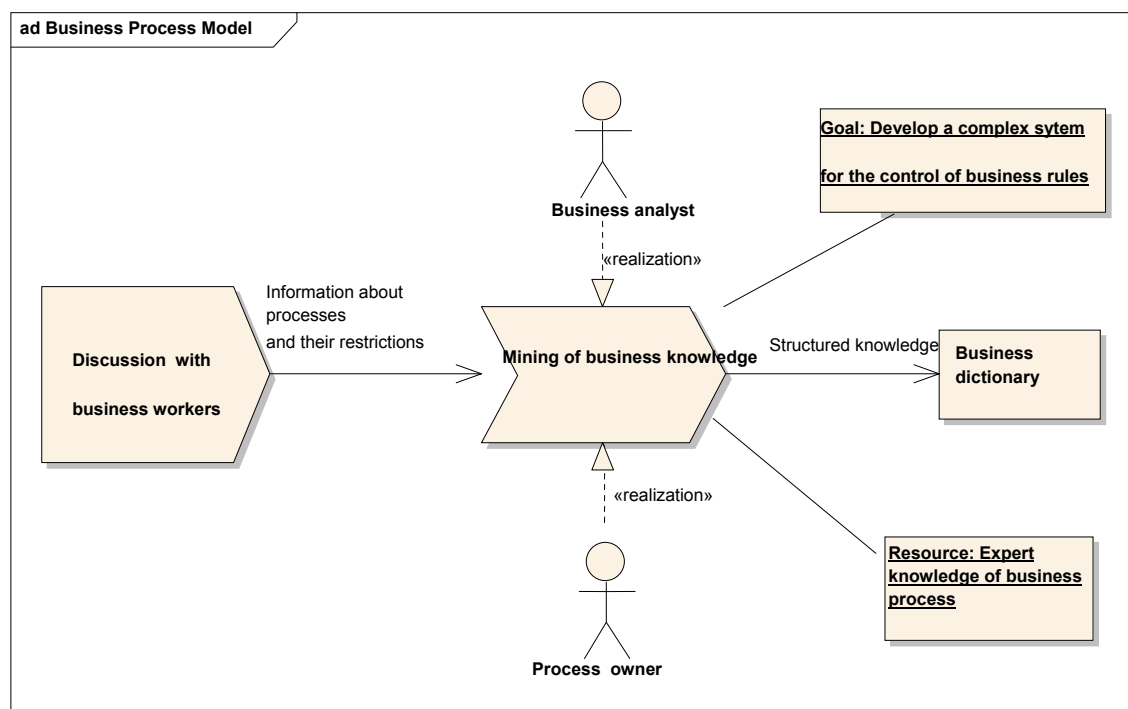 ad Business Process Model
Business analyst
«realization»
Goal: Develop a complex sytem
for the control of business rules
Information about
processes
and their restrictions
Discussion with
business workers
Mining of business knowledge
Structured knowledge
Business
dictionary
«realization»
Process owner
Resource: Expert
knowledge of business
process